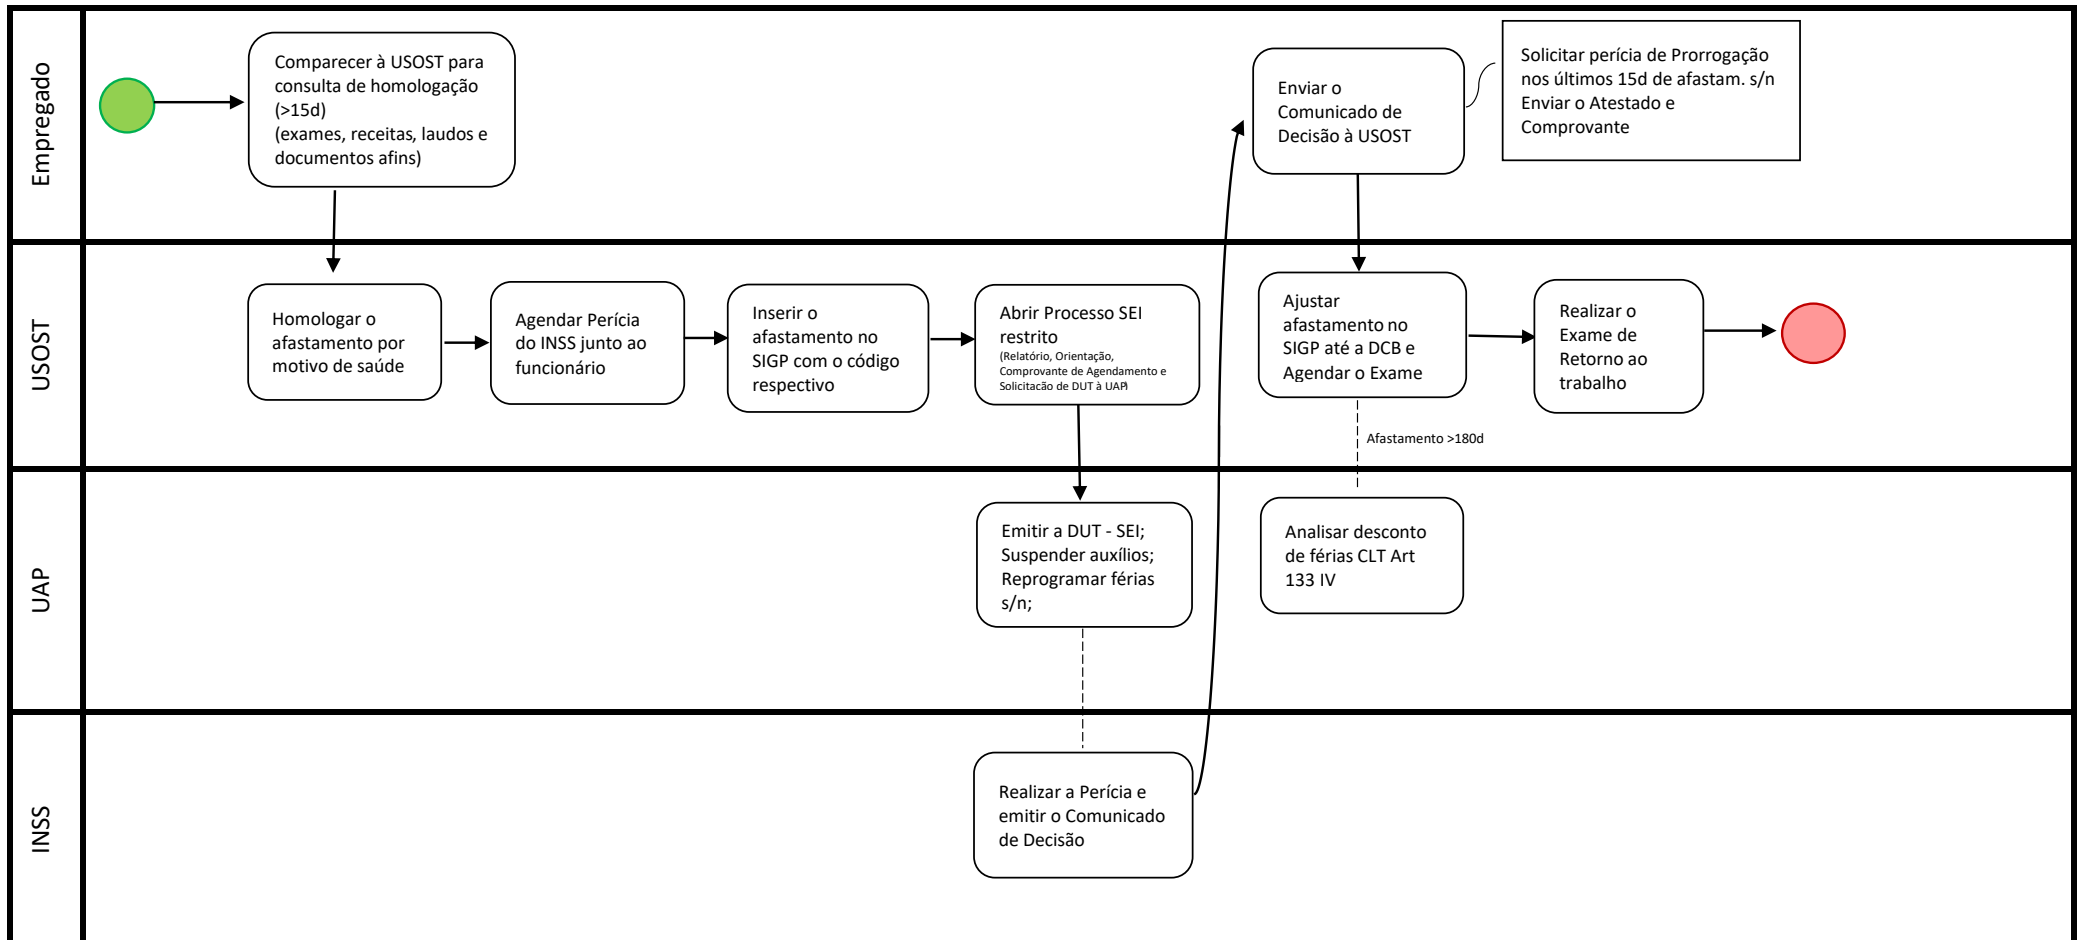 Empregado
Comparecer à USOST para
consulta de homologação
(>15d)
(exames, receitas, laudos e
documentos afins)
Enviar o
Comunicado de
Decisão à USOST
Solicitar perícia de Prorrogação
nos últimos 15d de afastam. s/n
Enviar o Atestado e
Comprovante
USOST
Homologar o
afastamento por
motivo de saúde
Agendar Perícia
do INSS junto ao
funcionário
Inserir o
afastamento no
SIGP com o código
respectivo
Abrir Processo SEI
restrito
(Relatório, Orientação,
Comprovante de Agendamento e
Solicitacão de DUT à UAP)
Ajustar
afastamento no
SIGP até a DCB e
Agendar o Exame
Realizar o
Exame de
Retorno ao
trabalho
Afastamento >180d
UAP
Emitir a DUT - SEI;
Suspender auxílios;
Reprogramar férias
s/n;
Analisar desconto
de férias CLT Art
133 IV
INSS
Realizar a Perícia e
emitir o Comunicado
de Decisão